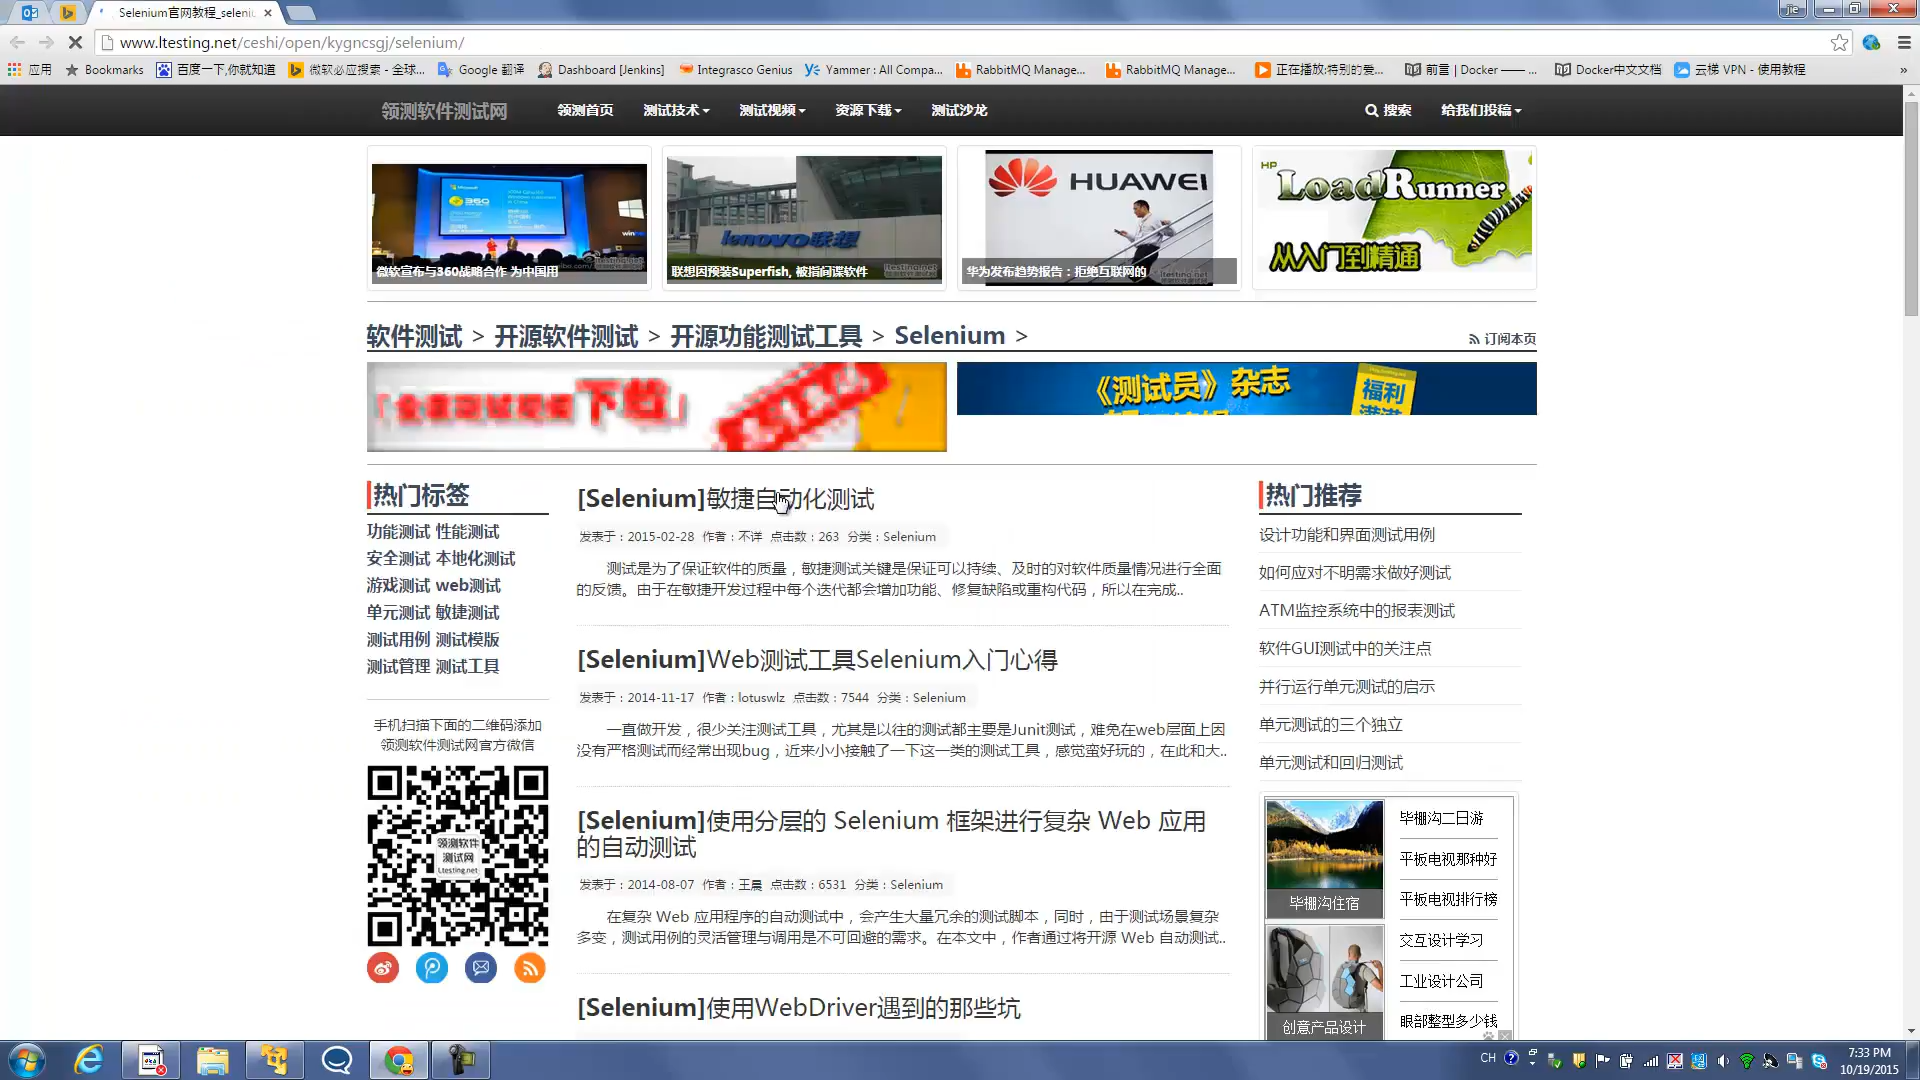 Selenium官网教程_seleni
www.ltesting.net/ceshi/open/kygncsgj/selenium/
应用 Bookmarks 百度一下,你就知道 微软必应搜索 - 全球... Google 翻译 Dashboard [Jenkins] Integrasco Genius Yammer : All Compa... RabbitMQ Manage... RabbitMQ Manage... 正在播放:特别的爱... 前言 | Docker —— ... Docker中文文档 云梯 VPN - 使用教程 »
领测软件测试网 领测首页 测试技术 测试视频 资源下载 测试沙龙 搜索 给我们投稿
微软宣布与360战略合作 为中国用
lenovo联想
联想因预装Superfish, 被指间谍软件
HUAWEI
华为发布趋势报告:拒绝互联网的
HP
LoadRunner
从入门到精通
软件测试 > 开源软件测试 > 开源功能测试工具 > Selenium > 订阅本页
《测试员》杂志
福利
热门标签
功能测试 性能测试
安全测试 本地化测试
游戏测试 web测试
单元测试 敏捷测试
测试用例 测试模版
测试管理 测试工具
手机扫描下面的二维码添加
领测软件测试网官方微信
领测软件
测试网
Ltesting.net
[Selenium]敏捷自动化测试
发表于:2015-02-28 作者:不详 点击数:263 分类:Selenium
测试是为了保证软件的质量,敏捷测试关键是保证可以持续、及时的对软件质量情况进行全面
的反馈。由于在敏捷开发过程中每个迭代都会增加功能、修复缺陷或重构代码,所以在完成..
[Selenium]Web测试工具Selenium入门心得
发表于:2014-11-17 作者:lotuswlz 点击数:7544 分类:Selenium
一直做开发,很少关注测试工具,尤其是以往的测试都主要是Junit测试,难免在web层面上因
没有严格测试而经常出现bug,近来小小接触了一下这一类的测试工具,感觉蛮好玩的,在此和大..
[Selenium]使用分层的 Selenium 框架进行复杂 Web 应用
的自动测试
发表于:2014-08-07 作者:王晨 点击数:6531 分类:Selenium
在复杂 Web 应用程序的自动测试中,会产生大量冗余的测试脚本,同时,由于测试场景复杂
多变,测试用例的灵活管理与调用是不可回避的需求。在本文中,作者通过将开源 Web 自动测试..
[Selenium]使用WebDriver遇到的那些坑
热门推荐
设计功能和界面测试用例
如何应对不明需求做好测试
ATM监控系统中的报表测试
软件GUI测试中的关注点
并行运行单元测试的启示
单元测试的三个独立
单元测试和回归测试
毕棚沟住宿
创意产品设计
毕棚沟二日游
平板电视那种好
平板电视排行榜
交互设计学习
工业设计公司
眼部整型多少钱
CH
7:33 PM
10/19/2015